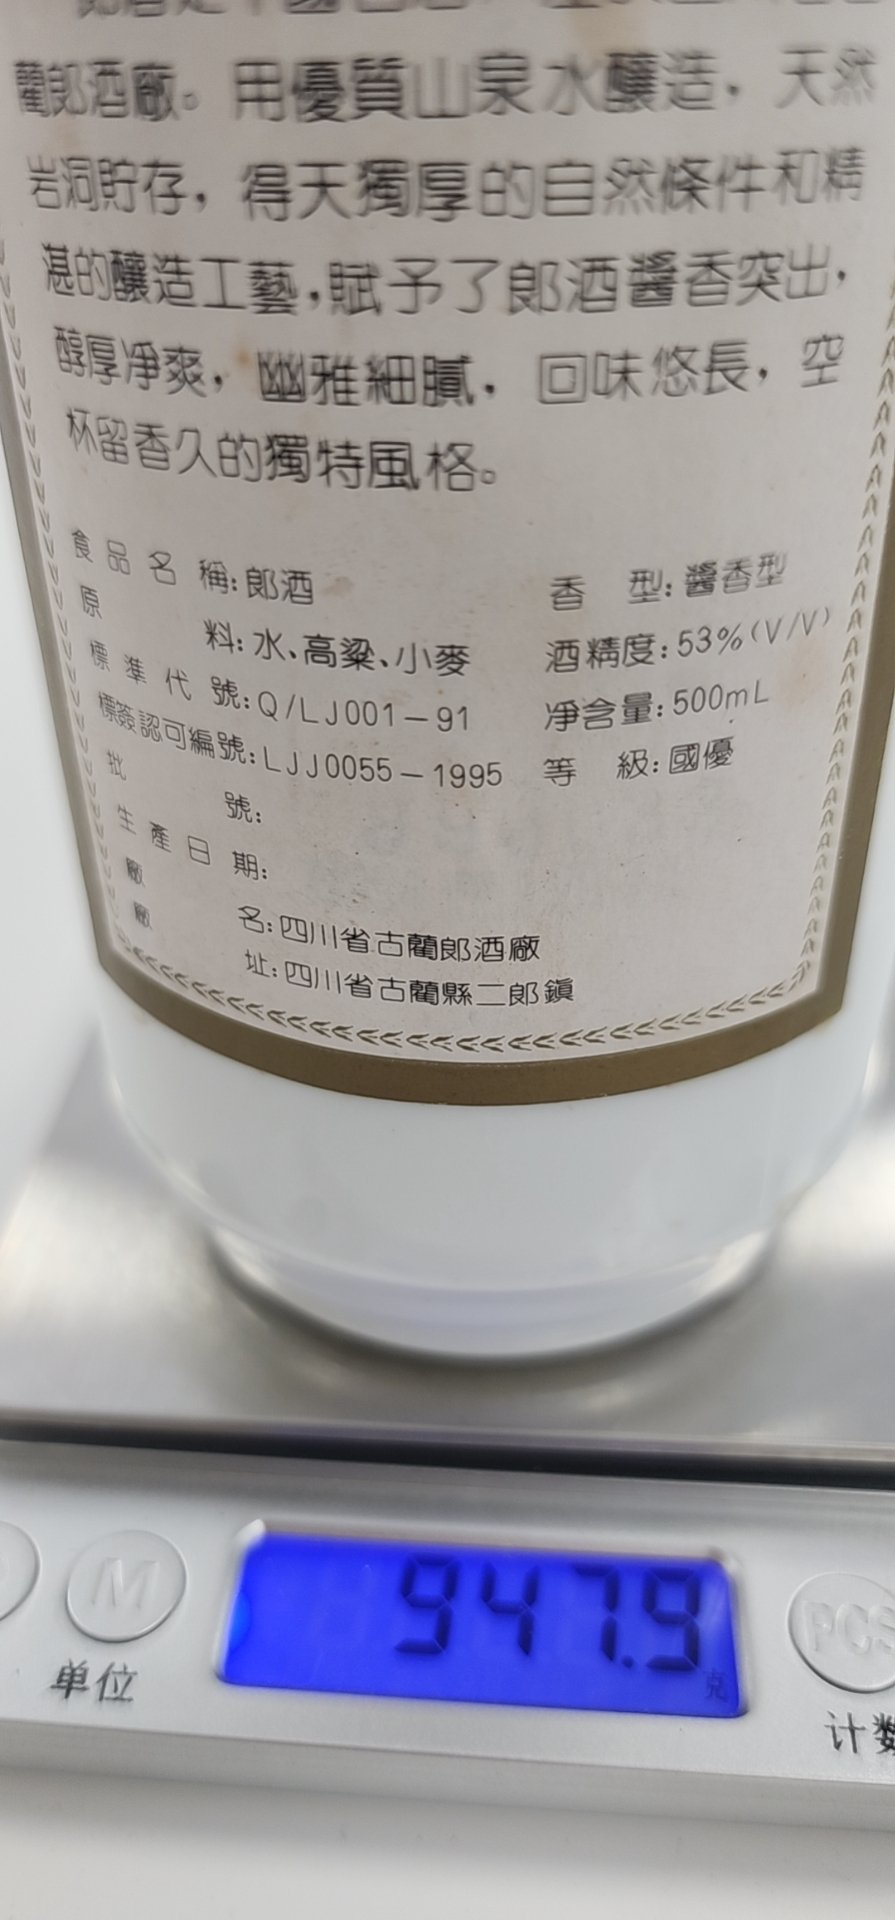 藺郎酒廠。用優質山泉水釀造，天然
岩洞貯存，得天獨厚的自然條件和精
湛的釀造工藝，賦予了郎酒醬香突出，
醇厚凈爽，幽雅細膩，回味悠長，空
杯留香久的獨特風格。
食品名稱：郎酒 香型：醬香型
原料：水、高粱、小麥 酒精度：53%(V/V)
標準代號：Q/LJ001－91 凈含量：500mL
標簽認可編號：LJJ0055－1995 等級：國優
批號：
生產日期：
廠名：四川省古藺郎酒廠
廠址：四川省古藺縣二郎鎮
947.9 克
M PCS
单位 计数